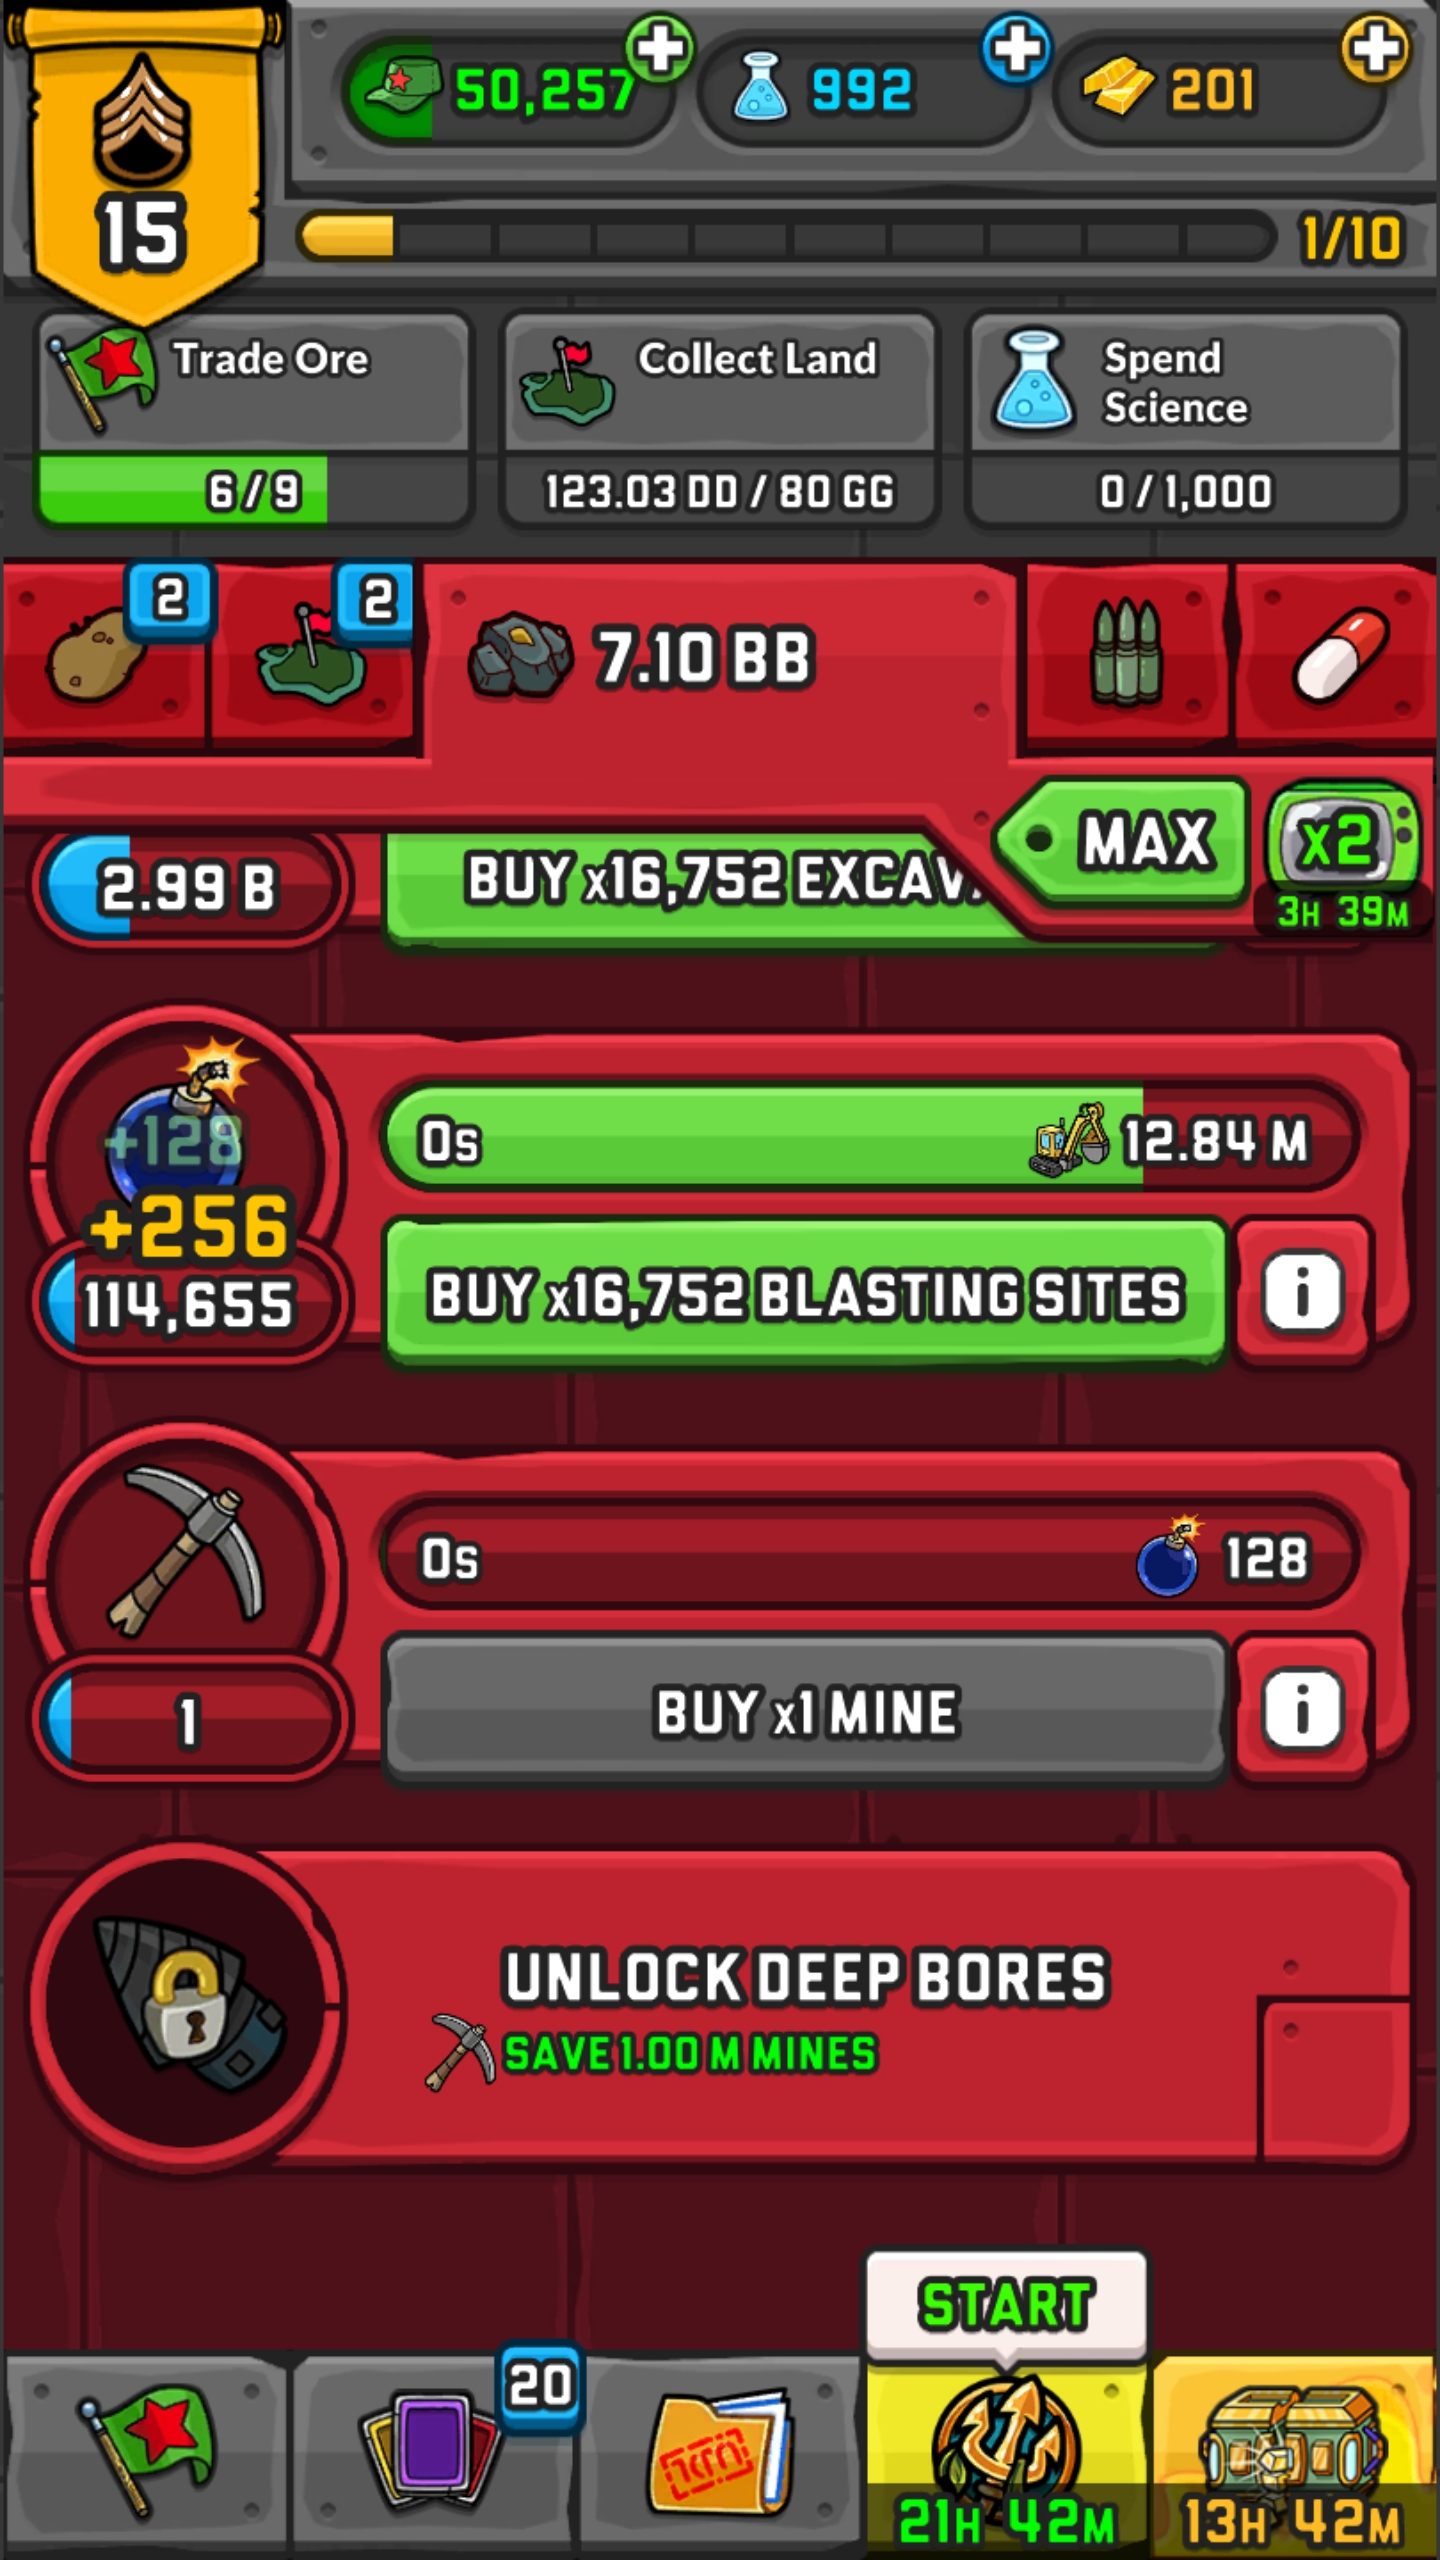 50,257
992
201
15
1/10
Trade Ore
Collect Land
Spend
Science
6/9
123.03 DD / 80 GG
0/1,000
2
2
7.10 BB
MAX
x2
3H 39M
2.99 B
BUY x16,752 EXCAV
+128
+256
114,655
0s
12.84 M
BUY x16,752 BLASTING SITES
i
0s
128
1
BUY x1 MINE
i
UNLOCK DEEP BORES
SAVE 1.00 M MINES
START
20
21H 42M
13H 42M